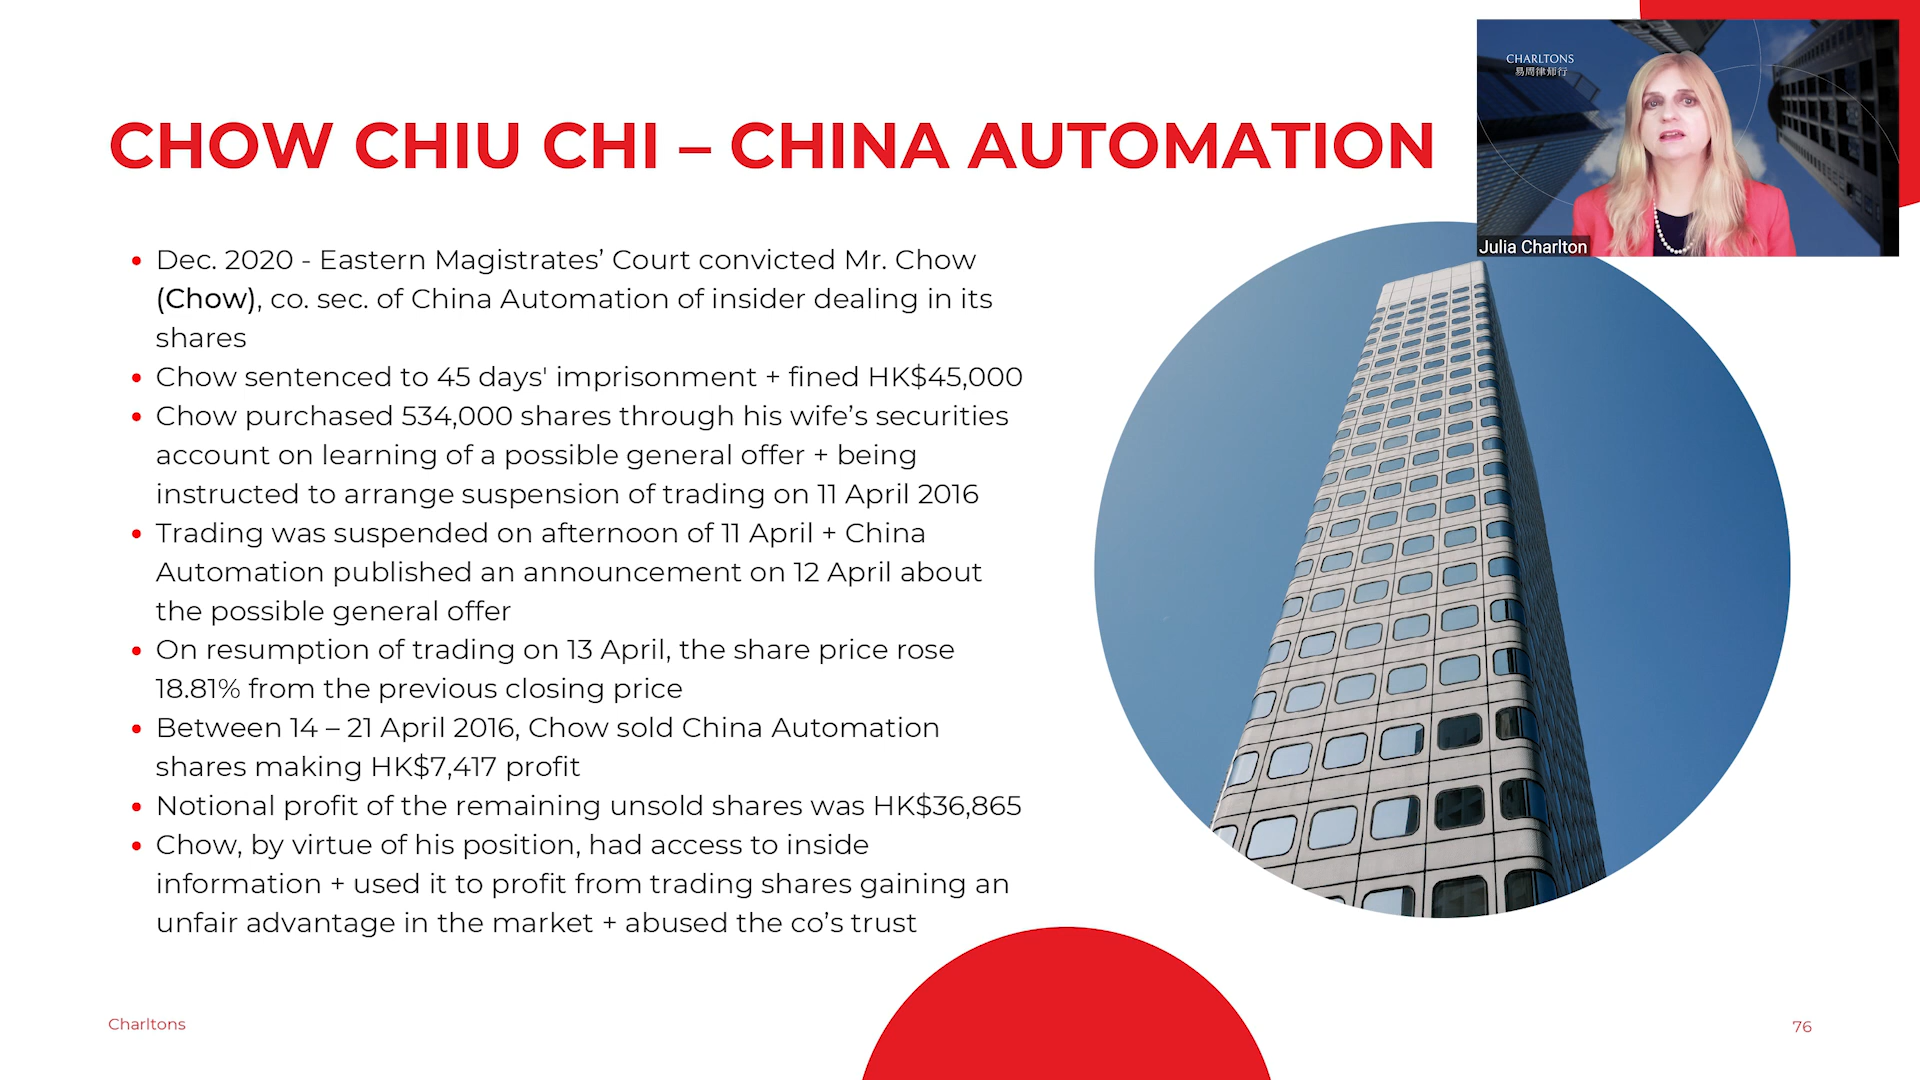 CHARLTONS
易周律师行
Julia Charlton
CHOW CHIU CHI – CHINA AUTOMATION
• Dec. 2020 - Eastern Magistrates’ Court convicted Mr. Chow
(Chow), co. sec. of China Automation of insider dealing in its
shares
• Chow sentenced to 45 days' imprisonment + fined HK$45,000
• Chow purchased 534,000 shares through his wife’s securities
account on learning of a possible general offer + being
instructed to arrange suspension of trading on 11 April 2016
• Trading was suspended on afternoon of 11 April + China
Automation published an announcement on 12 April about
the possible general offer
• On resumption of trading on 13 April, the share price rose
18.81% from the previous closing price
• Between 14 – 21 April 2016, Chow sold China Automation
shares making HK$7,417 profit
• Notional profit of the remaining unsold shares was HK$36,865
• Chow, by virtue of his position, had access to inside
information + used it to profit from trading shares gaining an
unfair advantage in the market + abused the co’s trust
Charltons
76